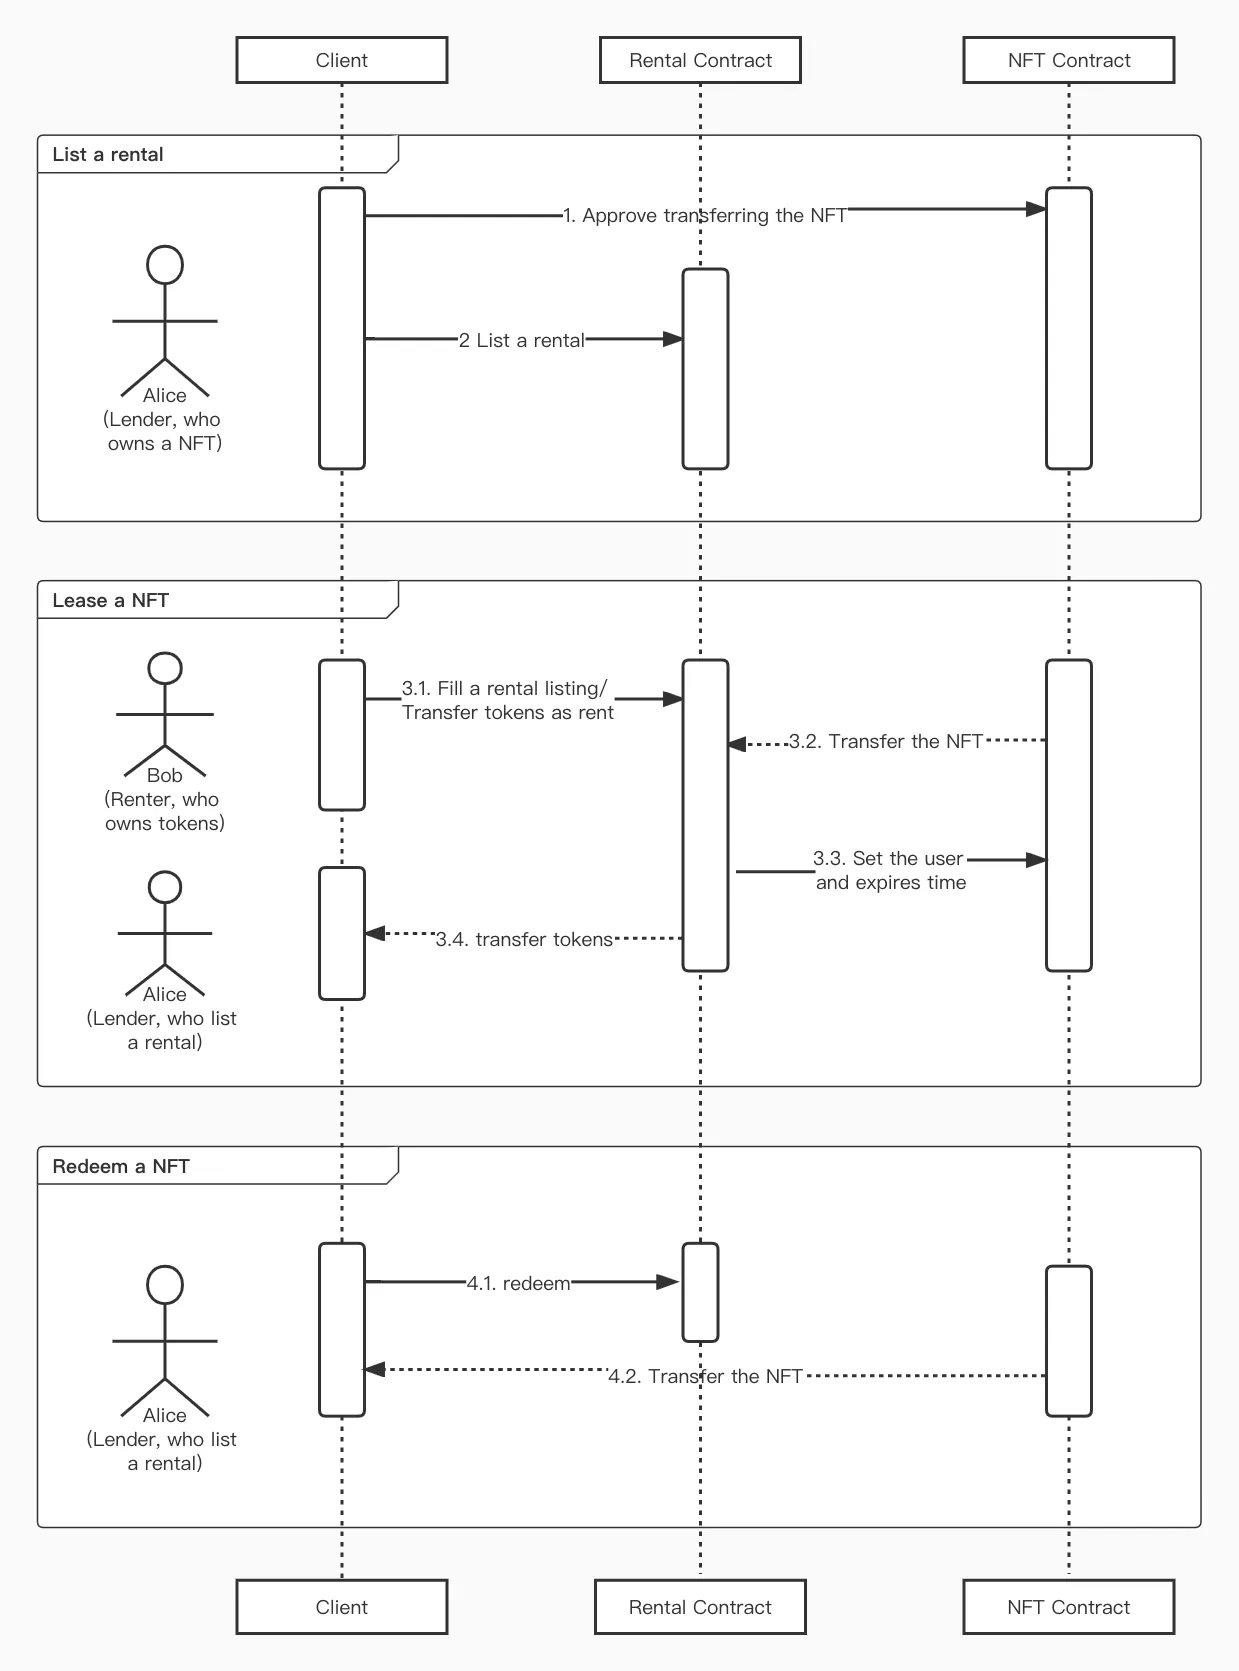 Client
Rental Contract
NFT Contract
List a rental
1. Approve transferring the NFT
2 List a rental
Alice
(Lender, who
owns a NFT)
Lease a NFT
3.1. Fill a rental listing/
Transfer tokens as rent
3.2. Transfer the NFT
Bob
(Renter, who
owns tokens)
3.3. Set the user
and expires time
3.4. transfer tokens
Alice
(Lender, who list
a rental)
Redeem a NFT
4.1. redeem
4.2. Transfer the NFT
Alice
(Lender, who list
a rental)
Client
Rental Contract
NFT Contract